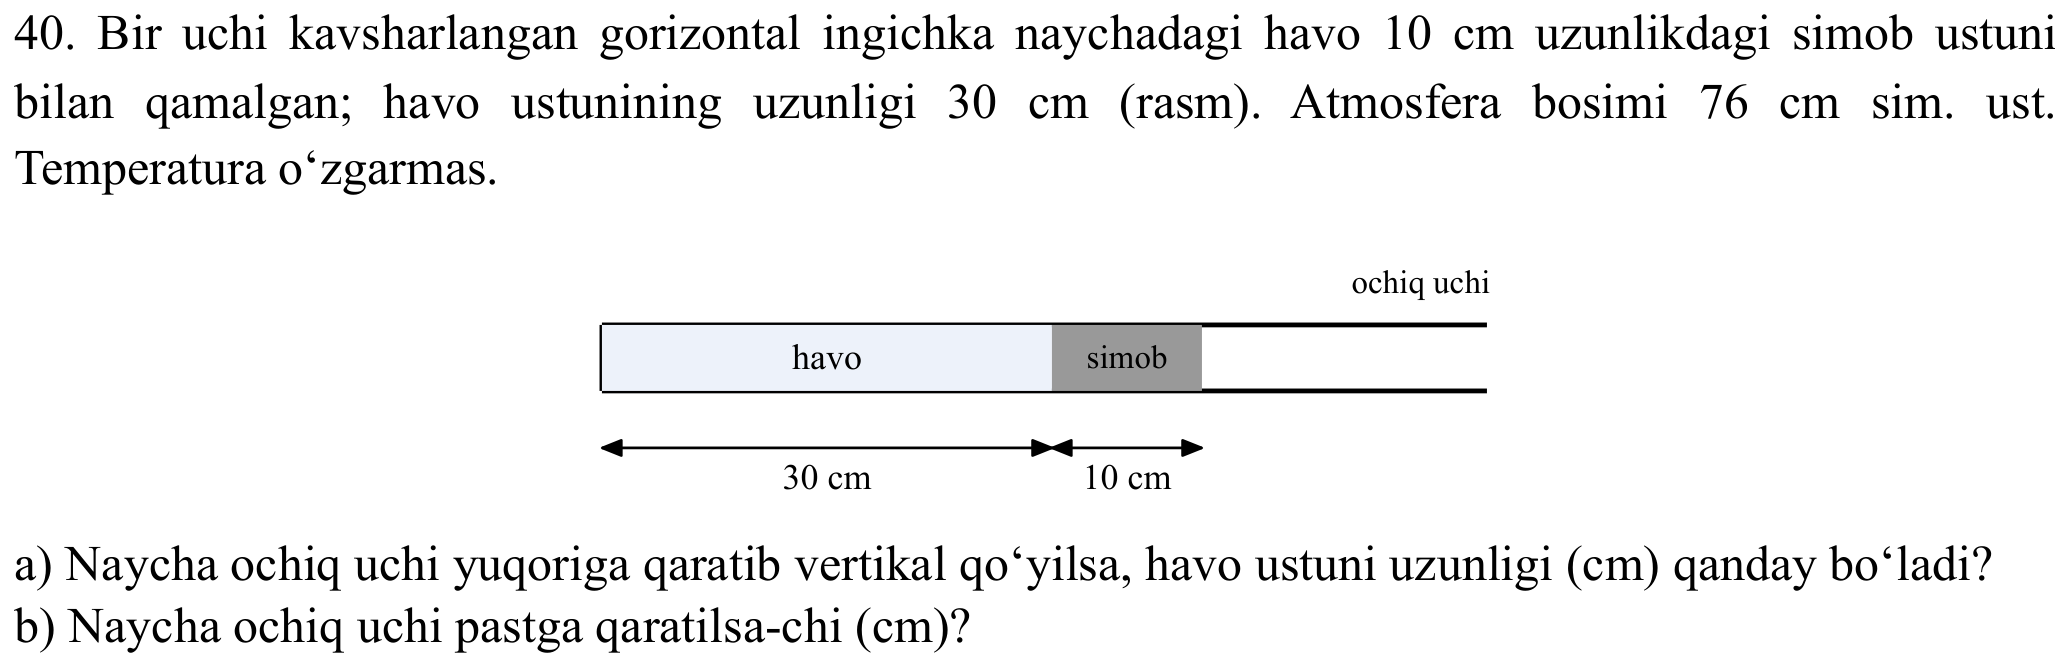 40. Bir uchi kavsharlangan gorizontal ingichka naychadagi havo 10 cm uzunlikdagi simob ustuni
bilan qamalgan; havo ustunining uzunligi 30 cm (rasm). Atmosfera bosimi 76 cm sim. ust.
Temperatura o‘zgarmas.
ochiq uchi
havo simob
30 cm 10 cm
a) Naycha ochiq uchi yuqoriga qaratib vertikal qo‘yilsa, havo ustuni uzunligi (cm) qanday bo‘ladi?
b) Naycha ochiq uchi pastga qaratilsa-chi (cm)?